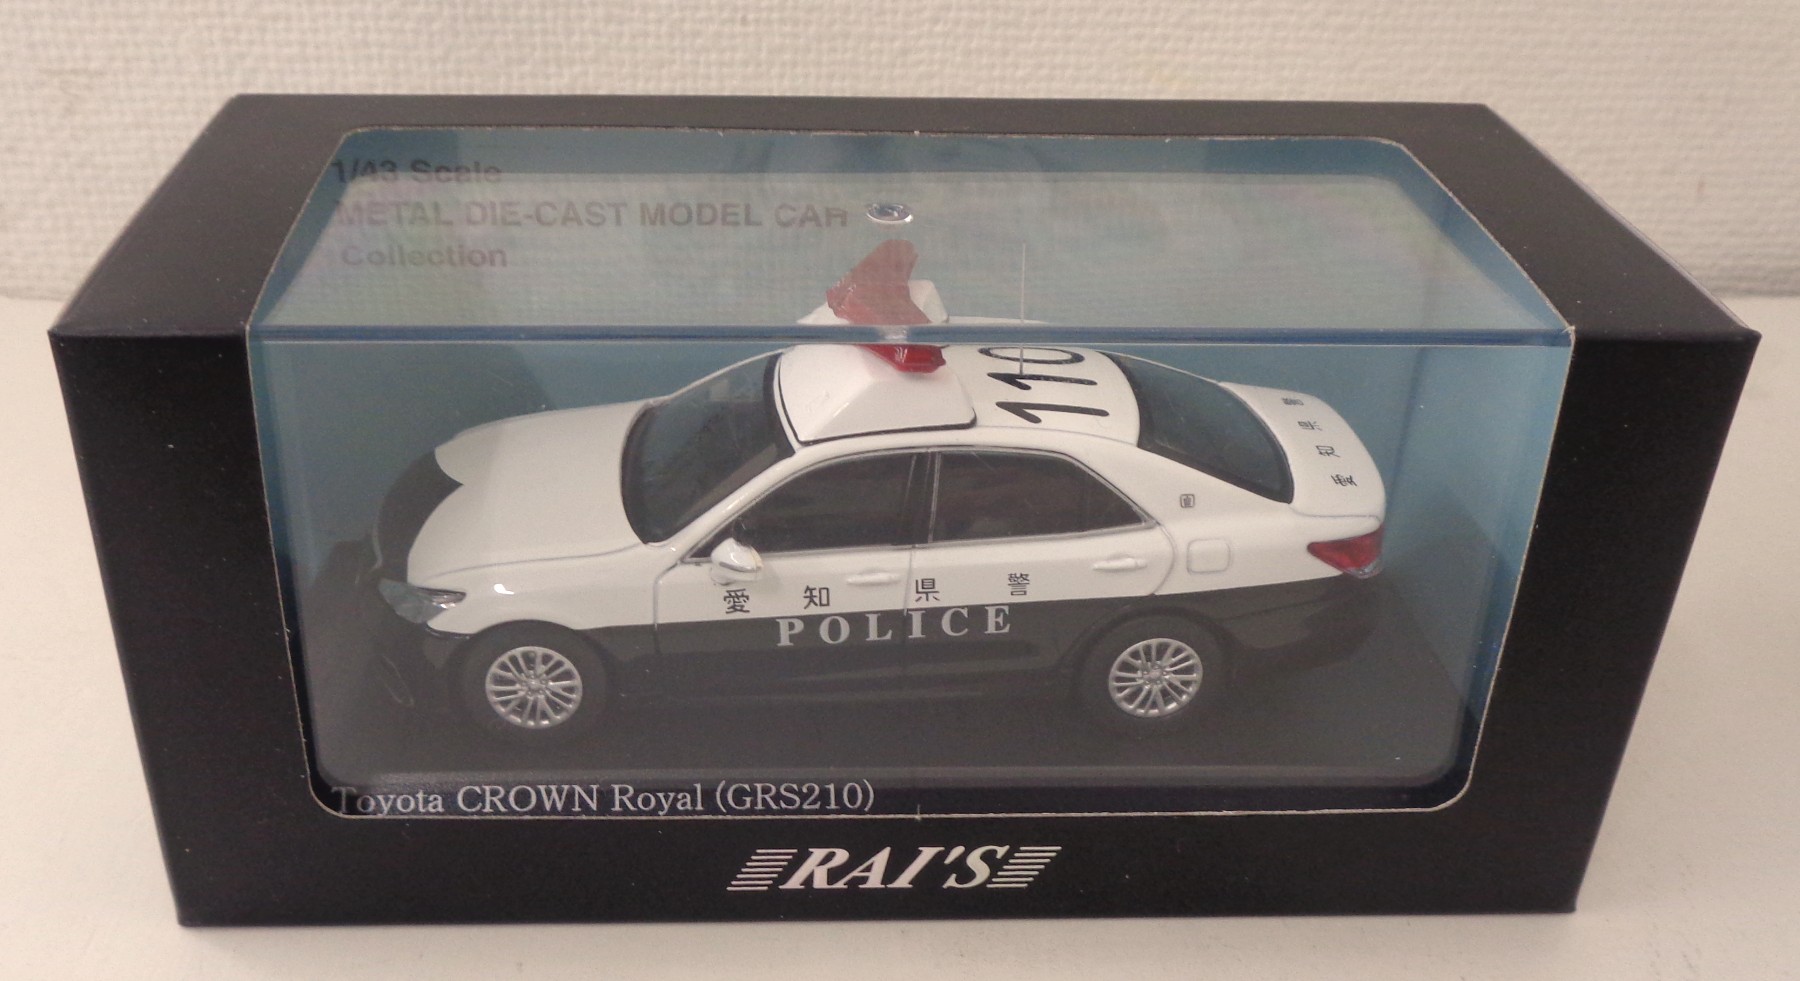 1/43 Scale
METAL DIE-CAST MODEL CAR
Collection
110
愛知県警
愛知県警
POLICE
Toyota CROWN Royal (GRS210)
RAI'S